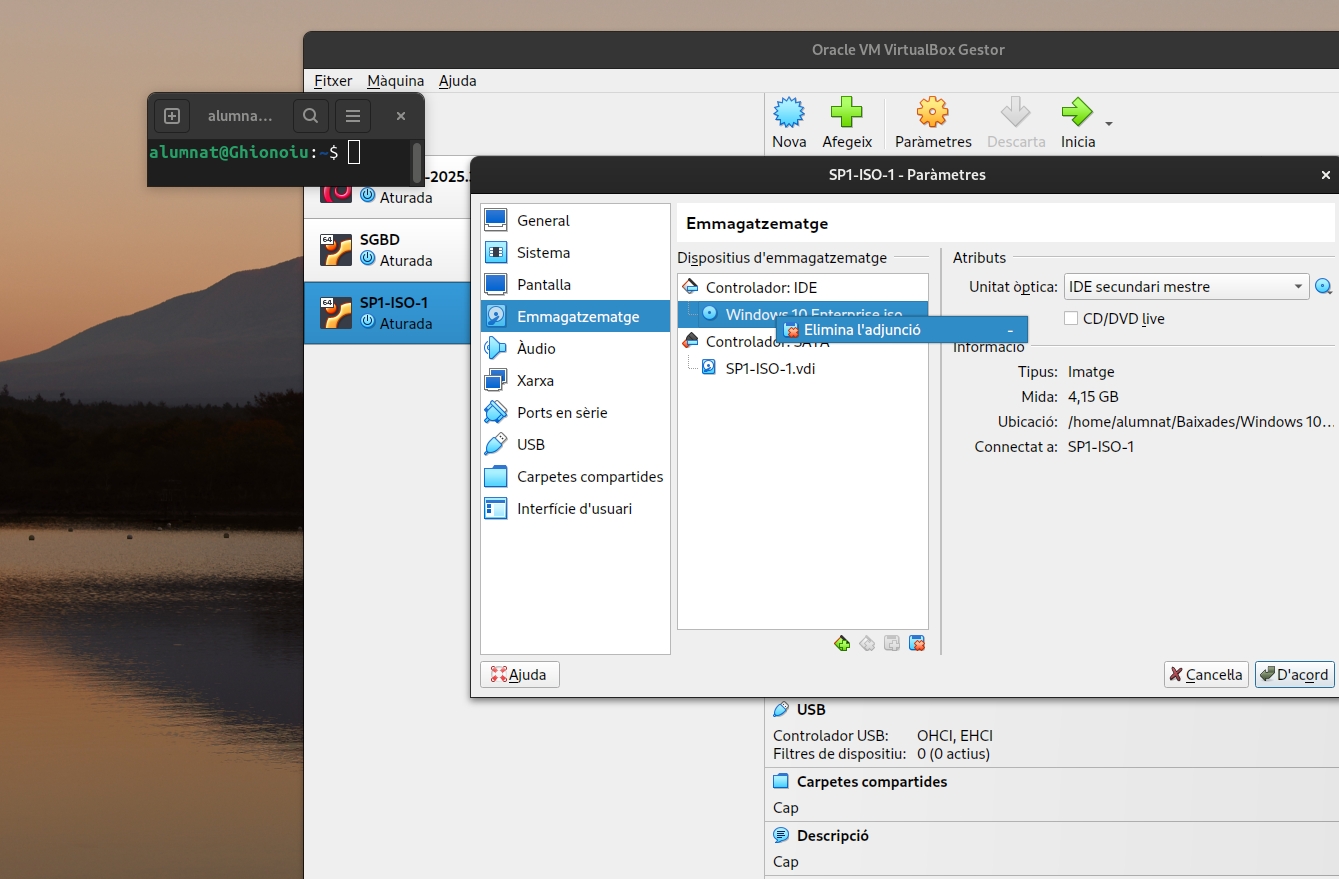 Oracle VM VirtualBox Gestor
Fitxer Màquina Ajuda
alumna...
alumnat@Ghionoiu:~$
Nova Afegeix Paràmetres Descarta Inicia
-2025.
Aturada
64 SGBD
Aturada
64 SP1-ISO-1
Aturada
SP1-ISO-1 - Paràmetres
General
Sistema
Pantalla
Emmagatzematge
Àudio
Xarxa
Ports en sèrie
USB
Carpetes compartides
Interfície d'usuari
Emmagatzematge
Dispositius d'emmagatzematge
Controlador: IDE
Windows 10 Enterprise.iso
Elimina l'adjunció -
Controlador: SATA
SP1-ISO-1.vdi
Atributs
Unitat òptica: IDE secundari mestre
CD/DVD live
Informació
Tipus: Imatge
Mida: 4,15 GB
Ubicació: /home/alumnat/Baixades/Windows 10...
Connectat a: SP1-ISO-1
Ajuda
Cancel·la
D'acord
USB
Controlador USB: OHCI, EHCI
Filtres de dispositiu: 0 (0 actius)
Carpetes compartides
Cap
Descripció
Cap